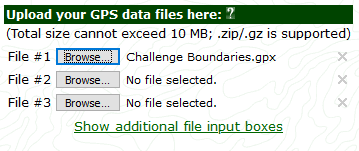 Upload your GPS data files here: ?
(Total size cannot exceed 10 MB; .zip/.gz is supported)
File #1 Browse... Challenge Boundaries.gpx ×
File #2 Browse... No file selected. ×
File #3 Browse... No file selected. ×
Show additional file input boxes